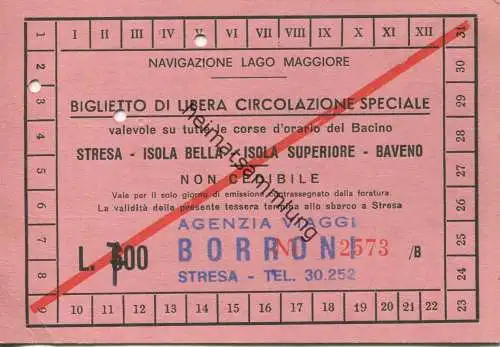 I II III IV V VI VII VIII IX X XI XII
1 2 3 4 5 6 7 8 9
31 30 29 28 27 26 25 24 23
NAVIGAZIONE LAGO MAGGIORE
BIGLIETTO DI LIBERA CIRCOLAZIONE SPECIALE
valevole su tutte le corse d'orario del Bacino
STRESA - ISOLA BELLA - ISOLA SUPERIORE - BAVENO
NON CEDIBILE
Vale per il solo giorno di emissione contrassegnato dalla foratura.
La validità della presente tessera termina allo sbarco a Stresa
AGENZIA VIAGGI
L. 00 BORRONI N 2573 /B
STRESA - TEL. 30.252
10 11 12 13 14 15 16 17 18 19 20 21 22
heimatsammlung